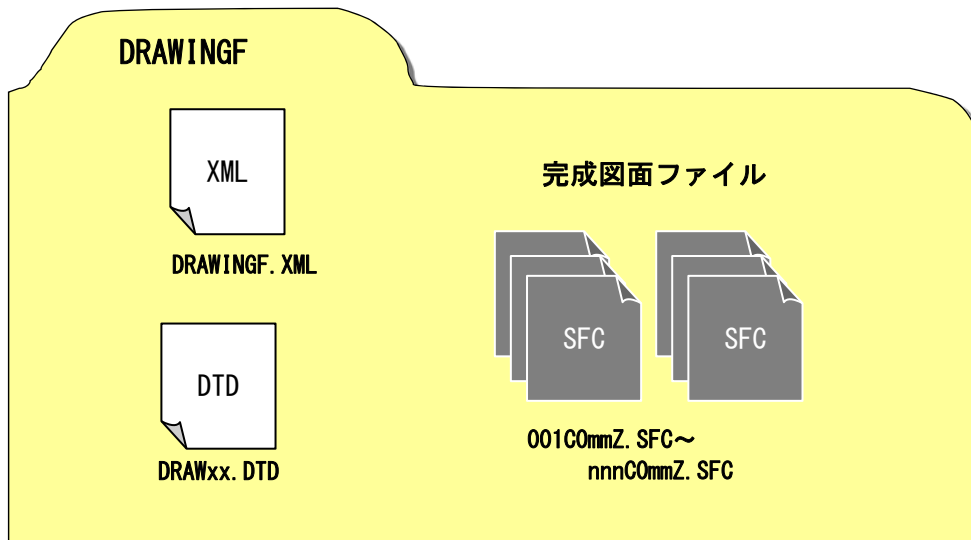 DRAWINGF
XML
DRAWINGF.XML
DTD
DRAWxx.DTD
完成図面ファイル
SFC
SFC
001C0mmZ.SFC～
nnnC0mmZ.SFC